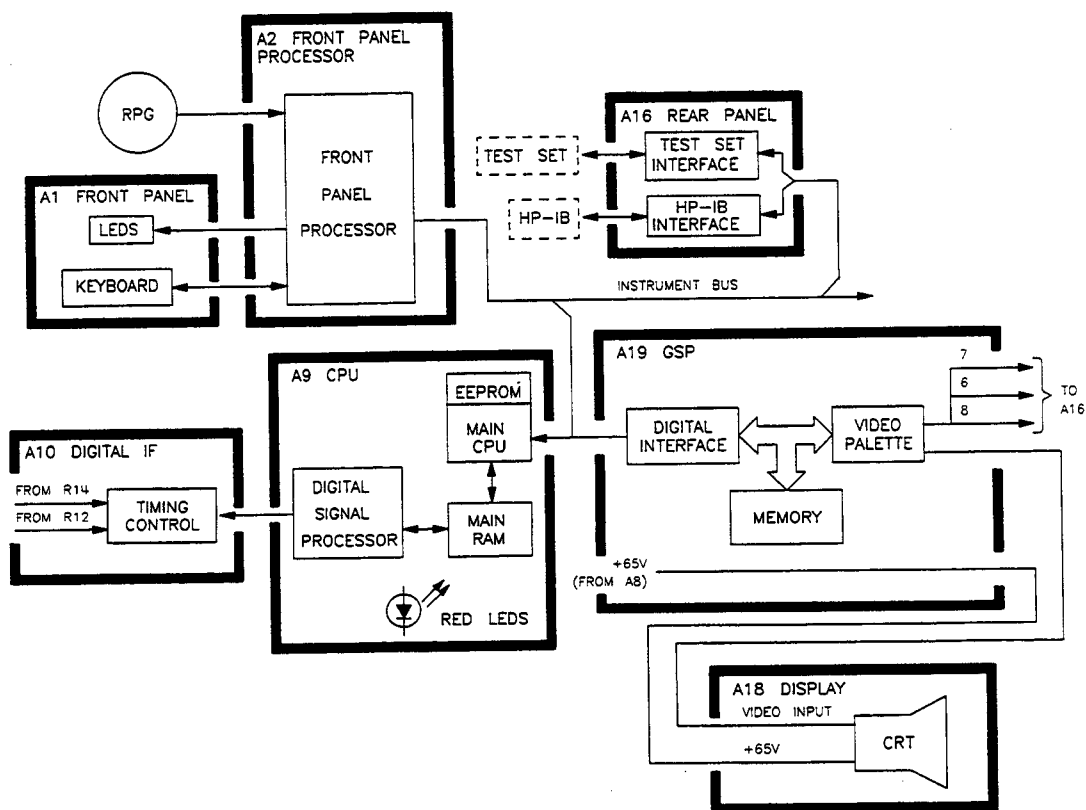 A2 FRONT PANEL
PROCESSOR
RPG
FRONT
PANEL
PROCESSOR
A1 FRONT PANEL
LEDS
KEYBOARD
A16 REAR PANEL
TEST SET
TEST SET
INTERFACE
HP-IB
HP-IB
INTERFACE
INSTRUMENT BUS
A9 CPU
EEPROM
MAIN
CPU
DIGITAL
SIGNAL
PROCESSOR
MAIN
RAM
RED LEDS
A10 DIGITAL IF
FROM R14
FROM R12
TIMING
CONTROL
A19 GSP
DIGITAL
INTERFACE
VIDEO
PALETTE
MEMORY
7
6
8
TO
A16
+65V
(FROM A8)
A18 DISPLAY
VIDEO INPUT
+65V
CRT